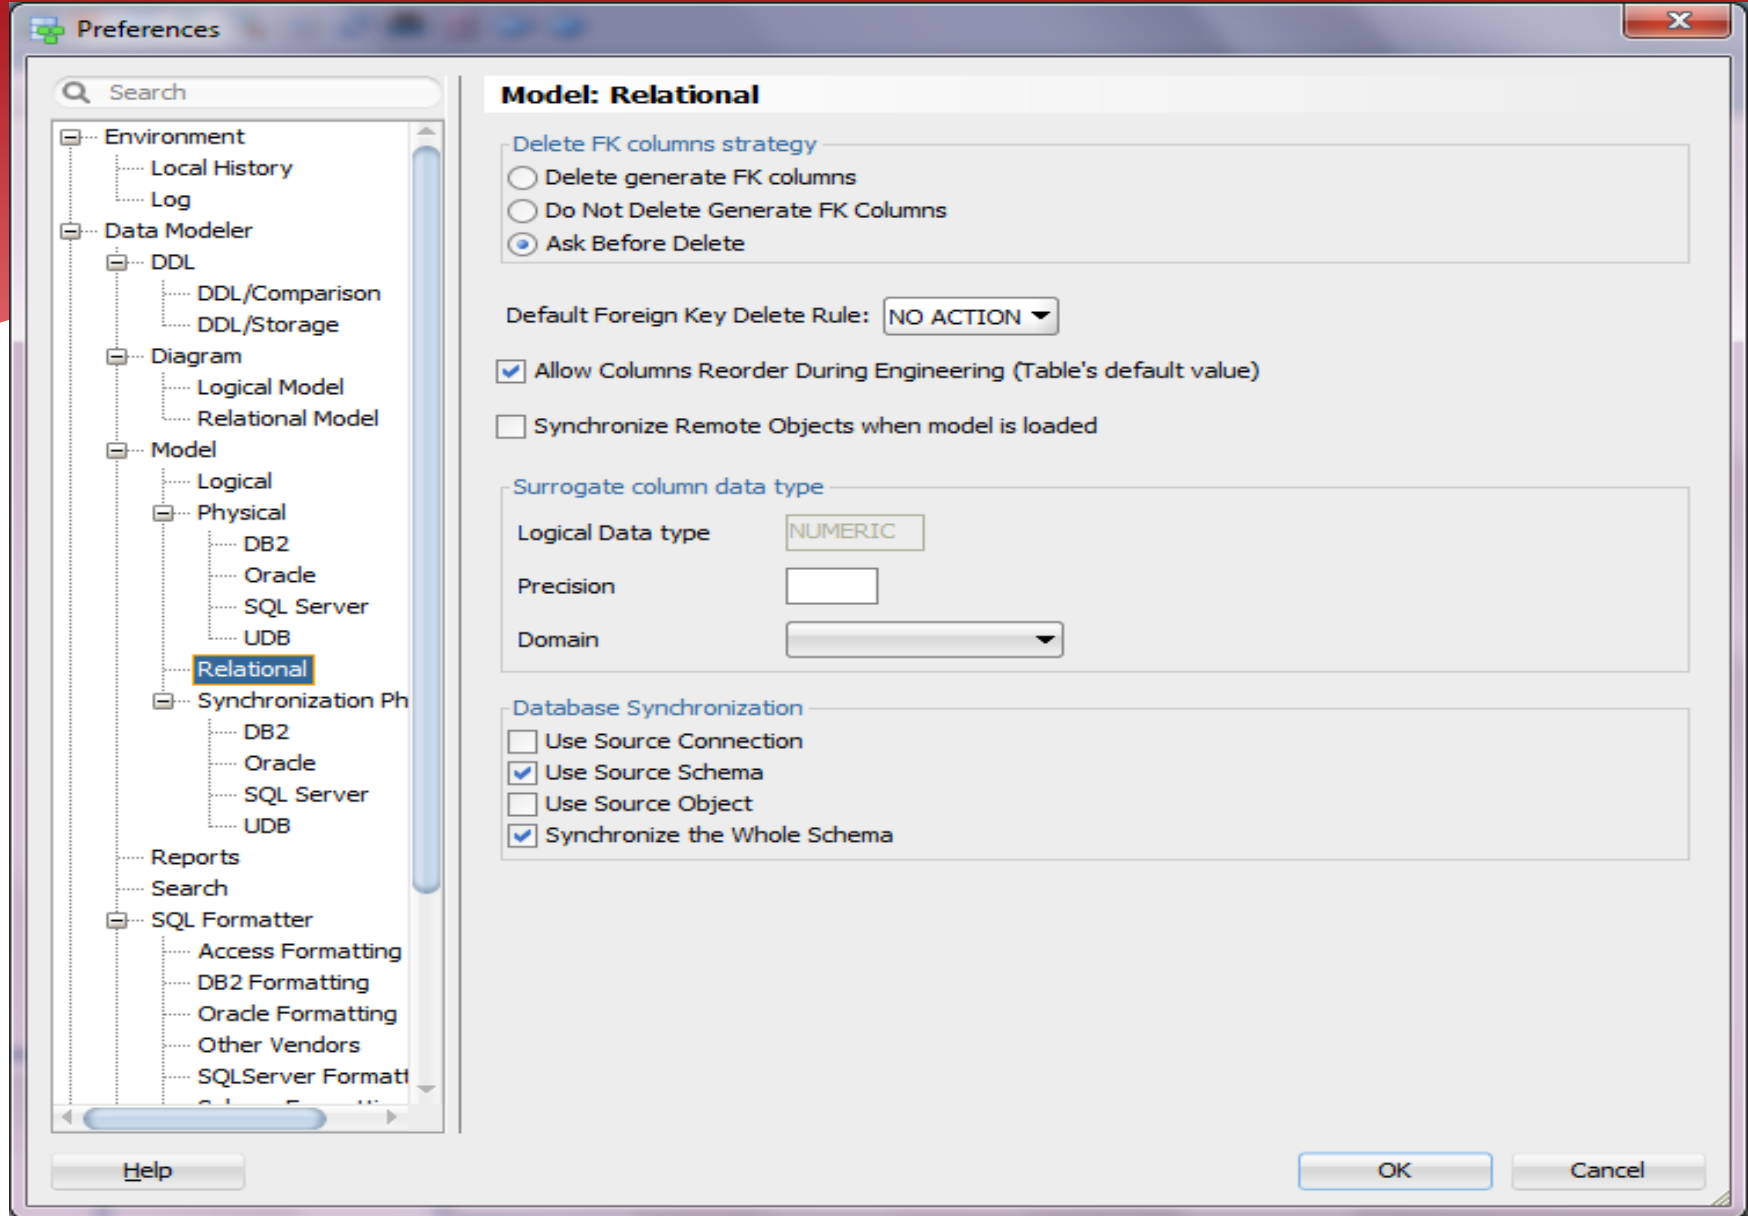 Preferences
Search
Environment
Local History
Log
Data Modeler
DDL
DDL/Comparison
DDL/Storage
Diagram
Logical Model
Relational Model
Model
Logical
Physical
DB2
Oracle
SQL Server
UDB
Relational
Synchronization Ph
DB2
Oracle
SQL Server
UDB
Reports
Search
SQL Formatter
Access Formatting
DB2 Formatting
Oracle Formatting
Other Vendors
SQLServer Formatt
Model: Relational
Delete FK columns strategy
Delete generate FK columns
Do Not Delete Generate FK Columns
Ask Before Delete
Default Foreign Key Delete Rule: NO ACTION
Allow Columns Reorder During Engineering (Table's default value)
Synchronize Remote Objects when model is loaded
Surrogate column data type
Logical Data type NUMERIC
Precision
Domain
Database Synchronization
Use Source Connection
Use Source Schema
Use Source Object
Synchronize the Whole Schema
Help
OK
Cancel